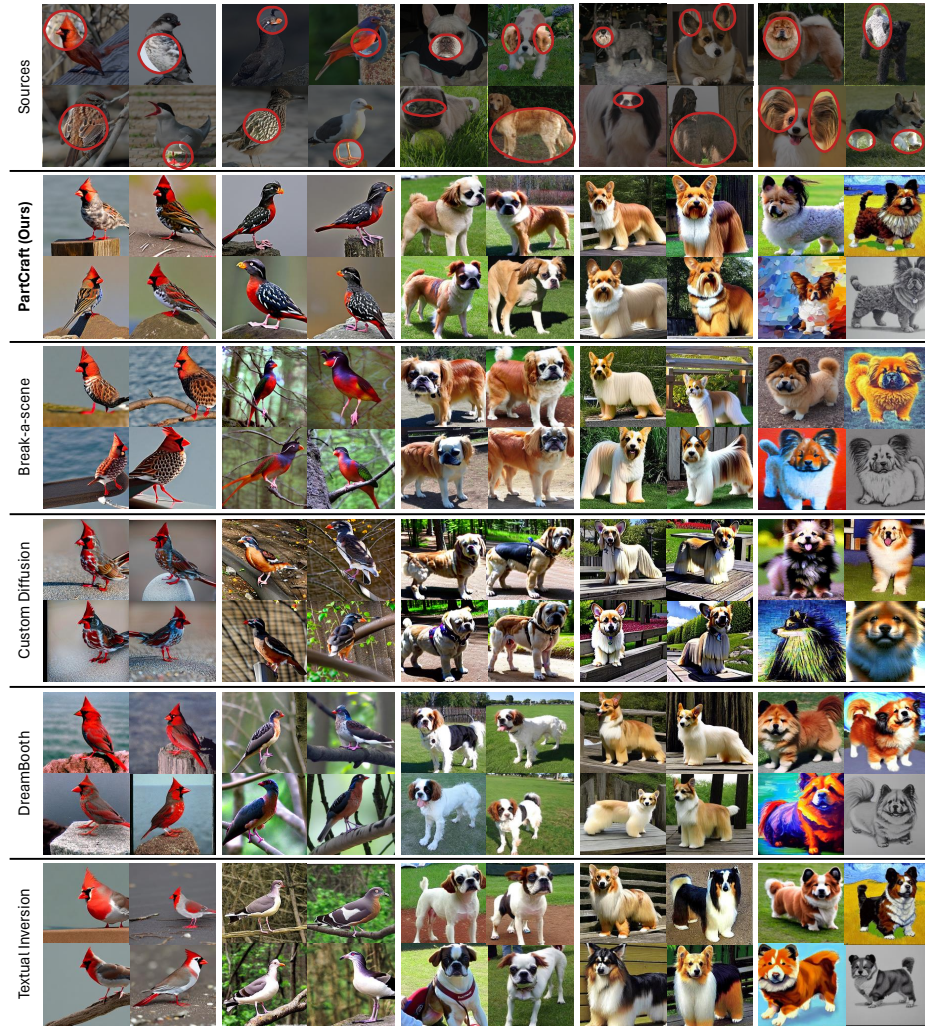 Sources
PartCraft (Ours)
Break-a-scene
Custom Diffusion
DreamBooth
Textual Inversion